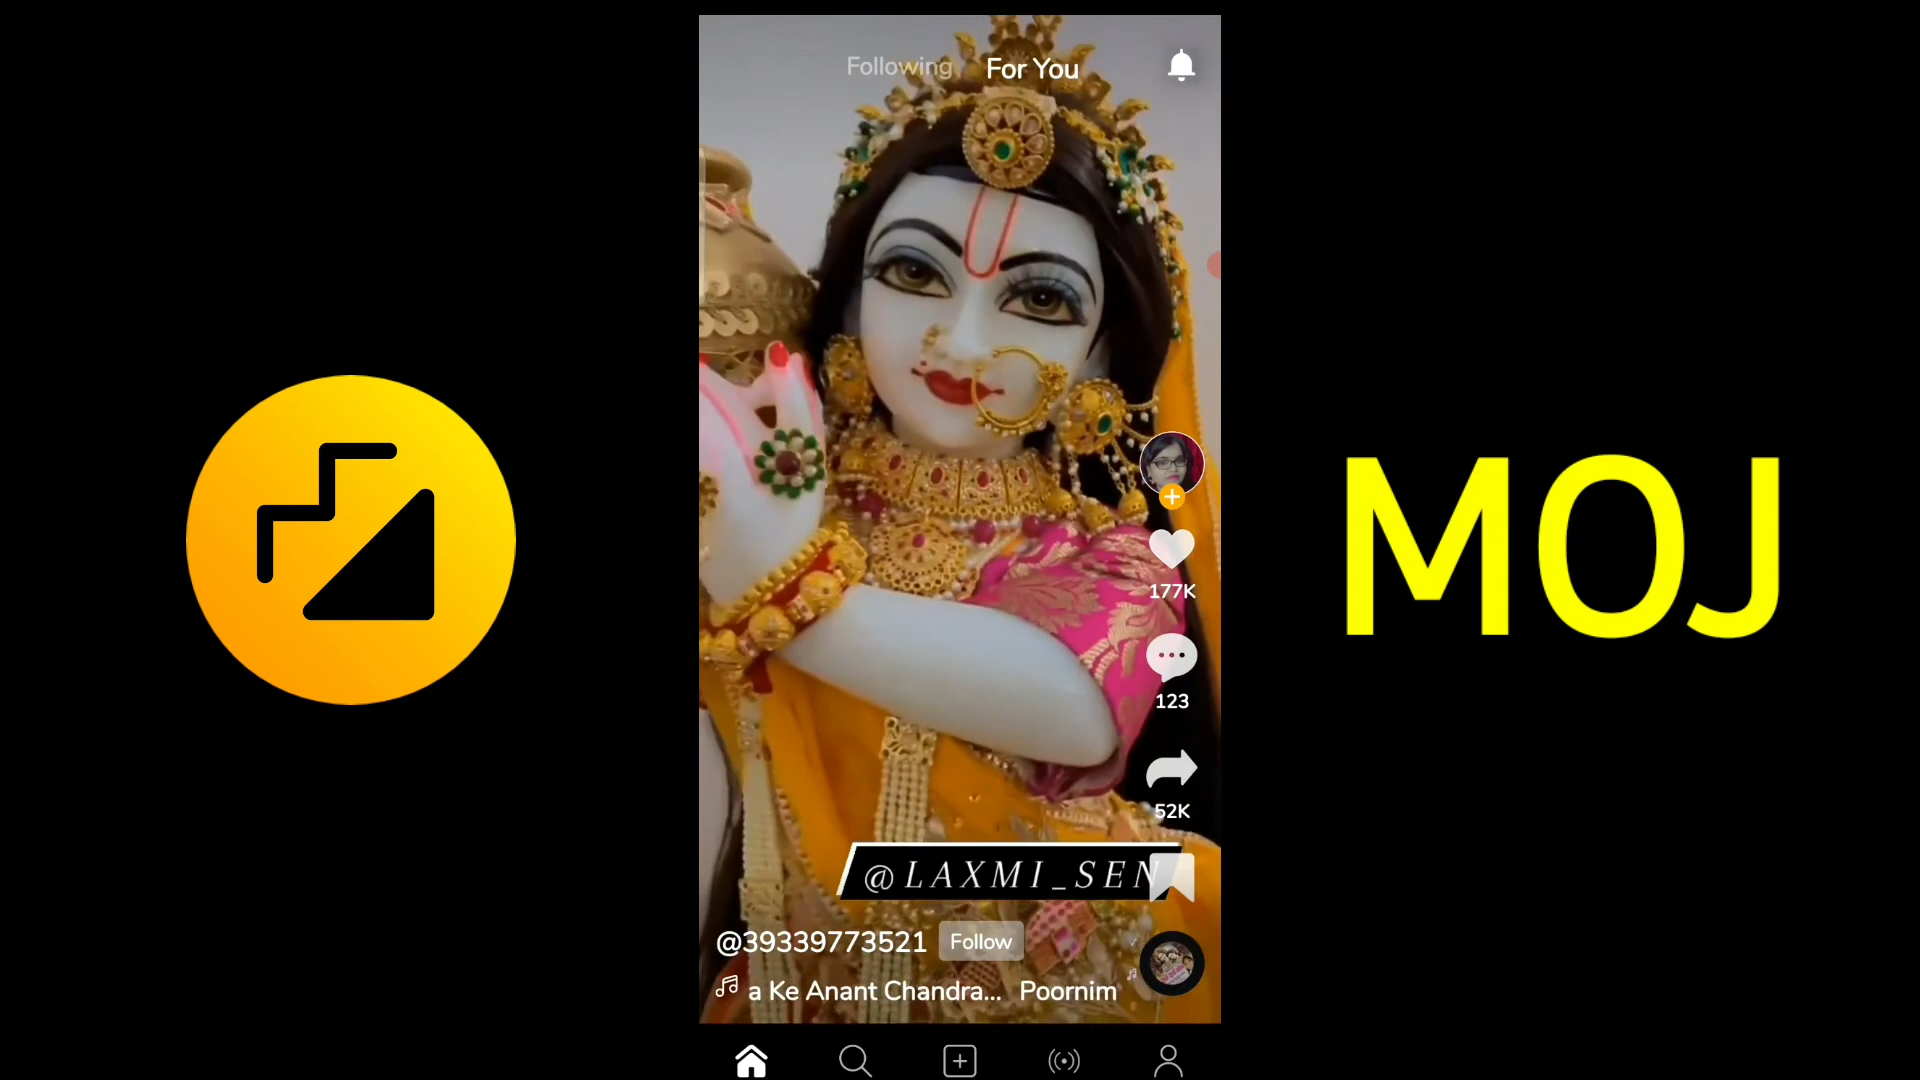 Following For You
177K
123
52K
@LAXMI_SEN
@39339773521 Follow
a Ke Anant Chandra... Poornim
MOJ